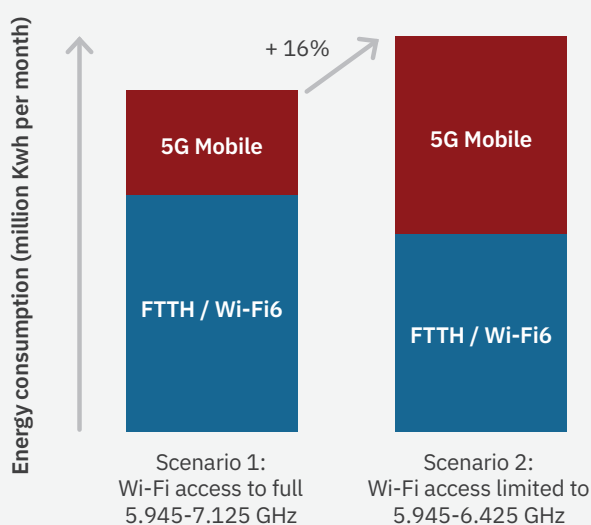 Energy consumption (million Kwh per month)
+ 16%
5G Mobile
FTTH / Wi-Fi6
5G Mobile
FTTH / Wi-Fi6
Scenario 1:
Wi-Fi access to full
5.945-7.125 GHz
Scenario 2:
Wi-Fi access limited to
5.945-6.425 GHz